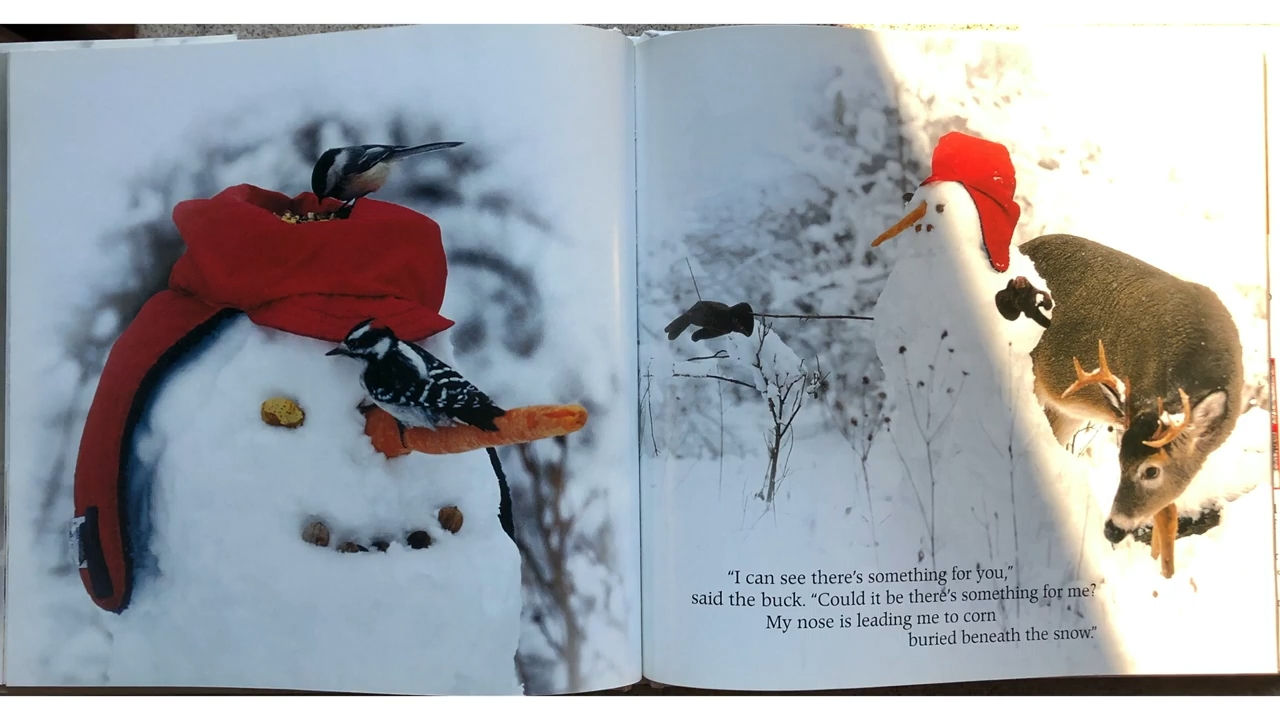 “I can see there’s something for you,”
said the buck. “Could it be there’s something for me?
My nose is leading me to corn
buried beneath the snow.”